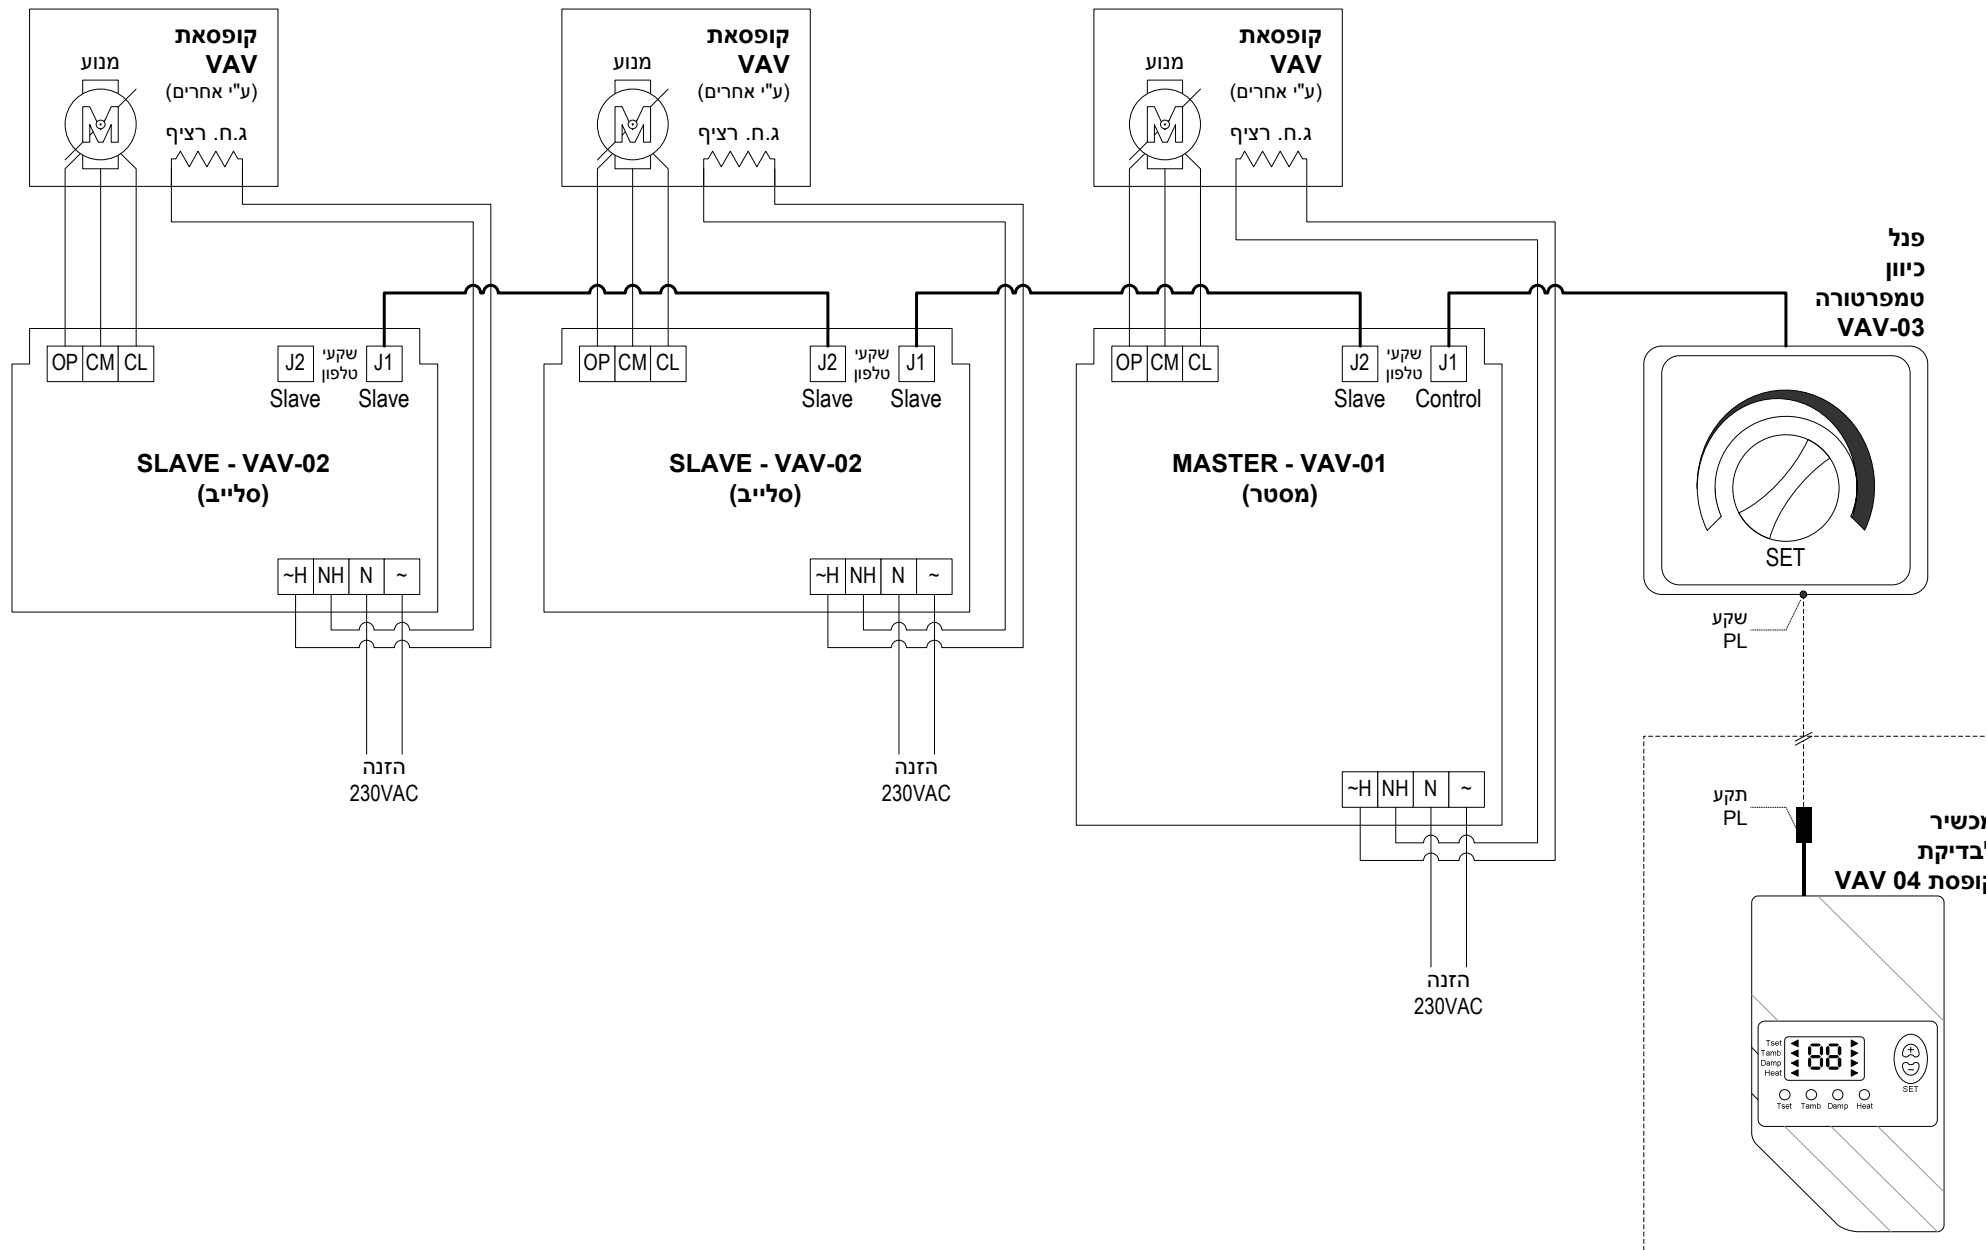 קופסאת
VAV
(ע"י אחרים)
מנוע
ג.ח. רציף
קופסאת
VAV
(ע"י אחרים)
מנוע
ג.ח. רציף
קופסאת
VAV
(ע"י אחרים)
מנוע
ג.ח. רציף
פנל
כיוון
טמפרטורה
VAV-03
OP CM CL
J2 שקעי טלפון J1
Slave Slave
SLAVE - VAV-02
(סלייב)
~H NH N ~
הזנה
230VAC
OP CM CL
J2 שקעי טלפון J1
Slave Slave
SLAVE - VAV-02
(סלייב)
~H NH N ~
הזנה
230VAC
OP CM CL
J2 שקעי טלפון J1
Slave Control
MASTER - VAV-01
(מסטר)
~H NH N ~
הזנה
230VAC
SET
שקע
PL
תקע
PL
מכשיר
לבדיקת
קופסת VAV 04
Tset
Tamb
Damp
Heat
88
SET
Tset Tamb Damp Heat